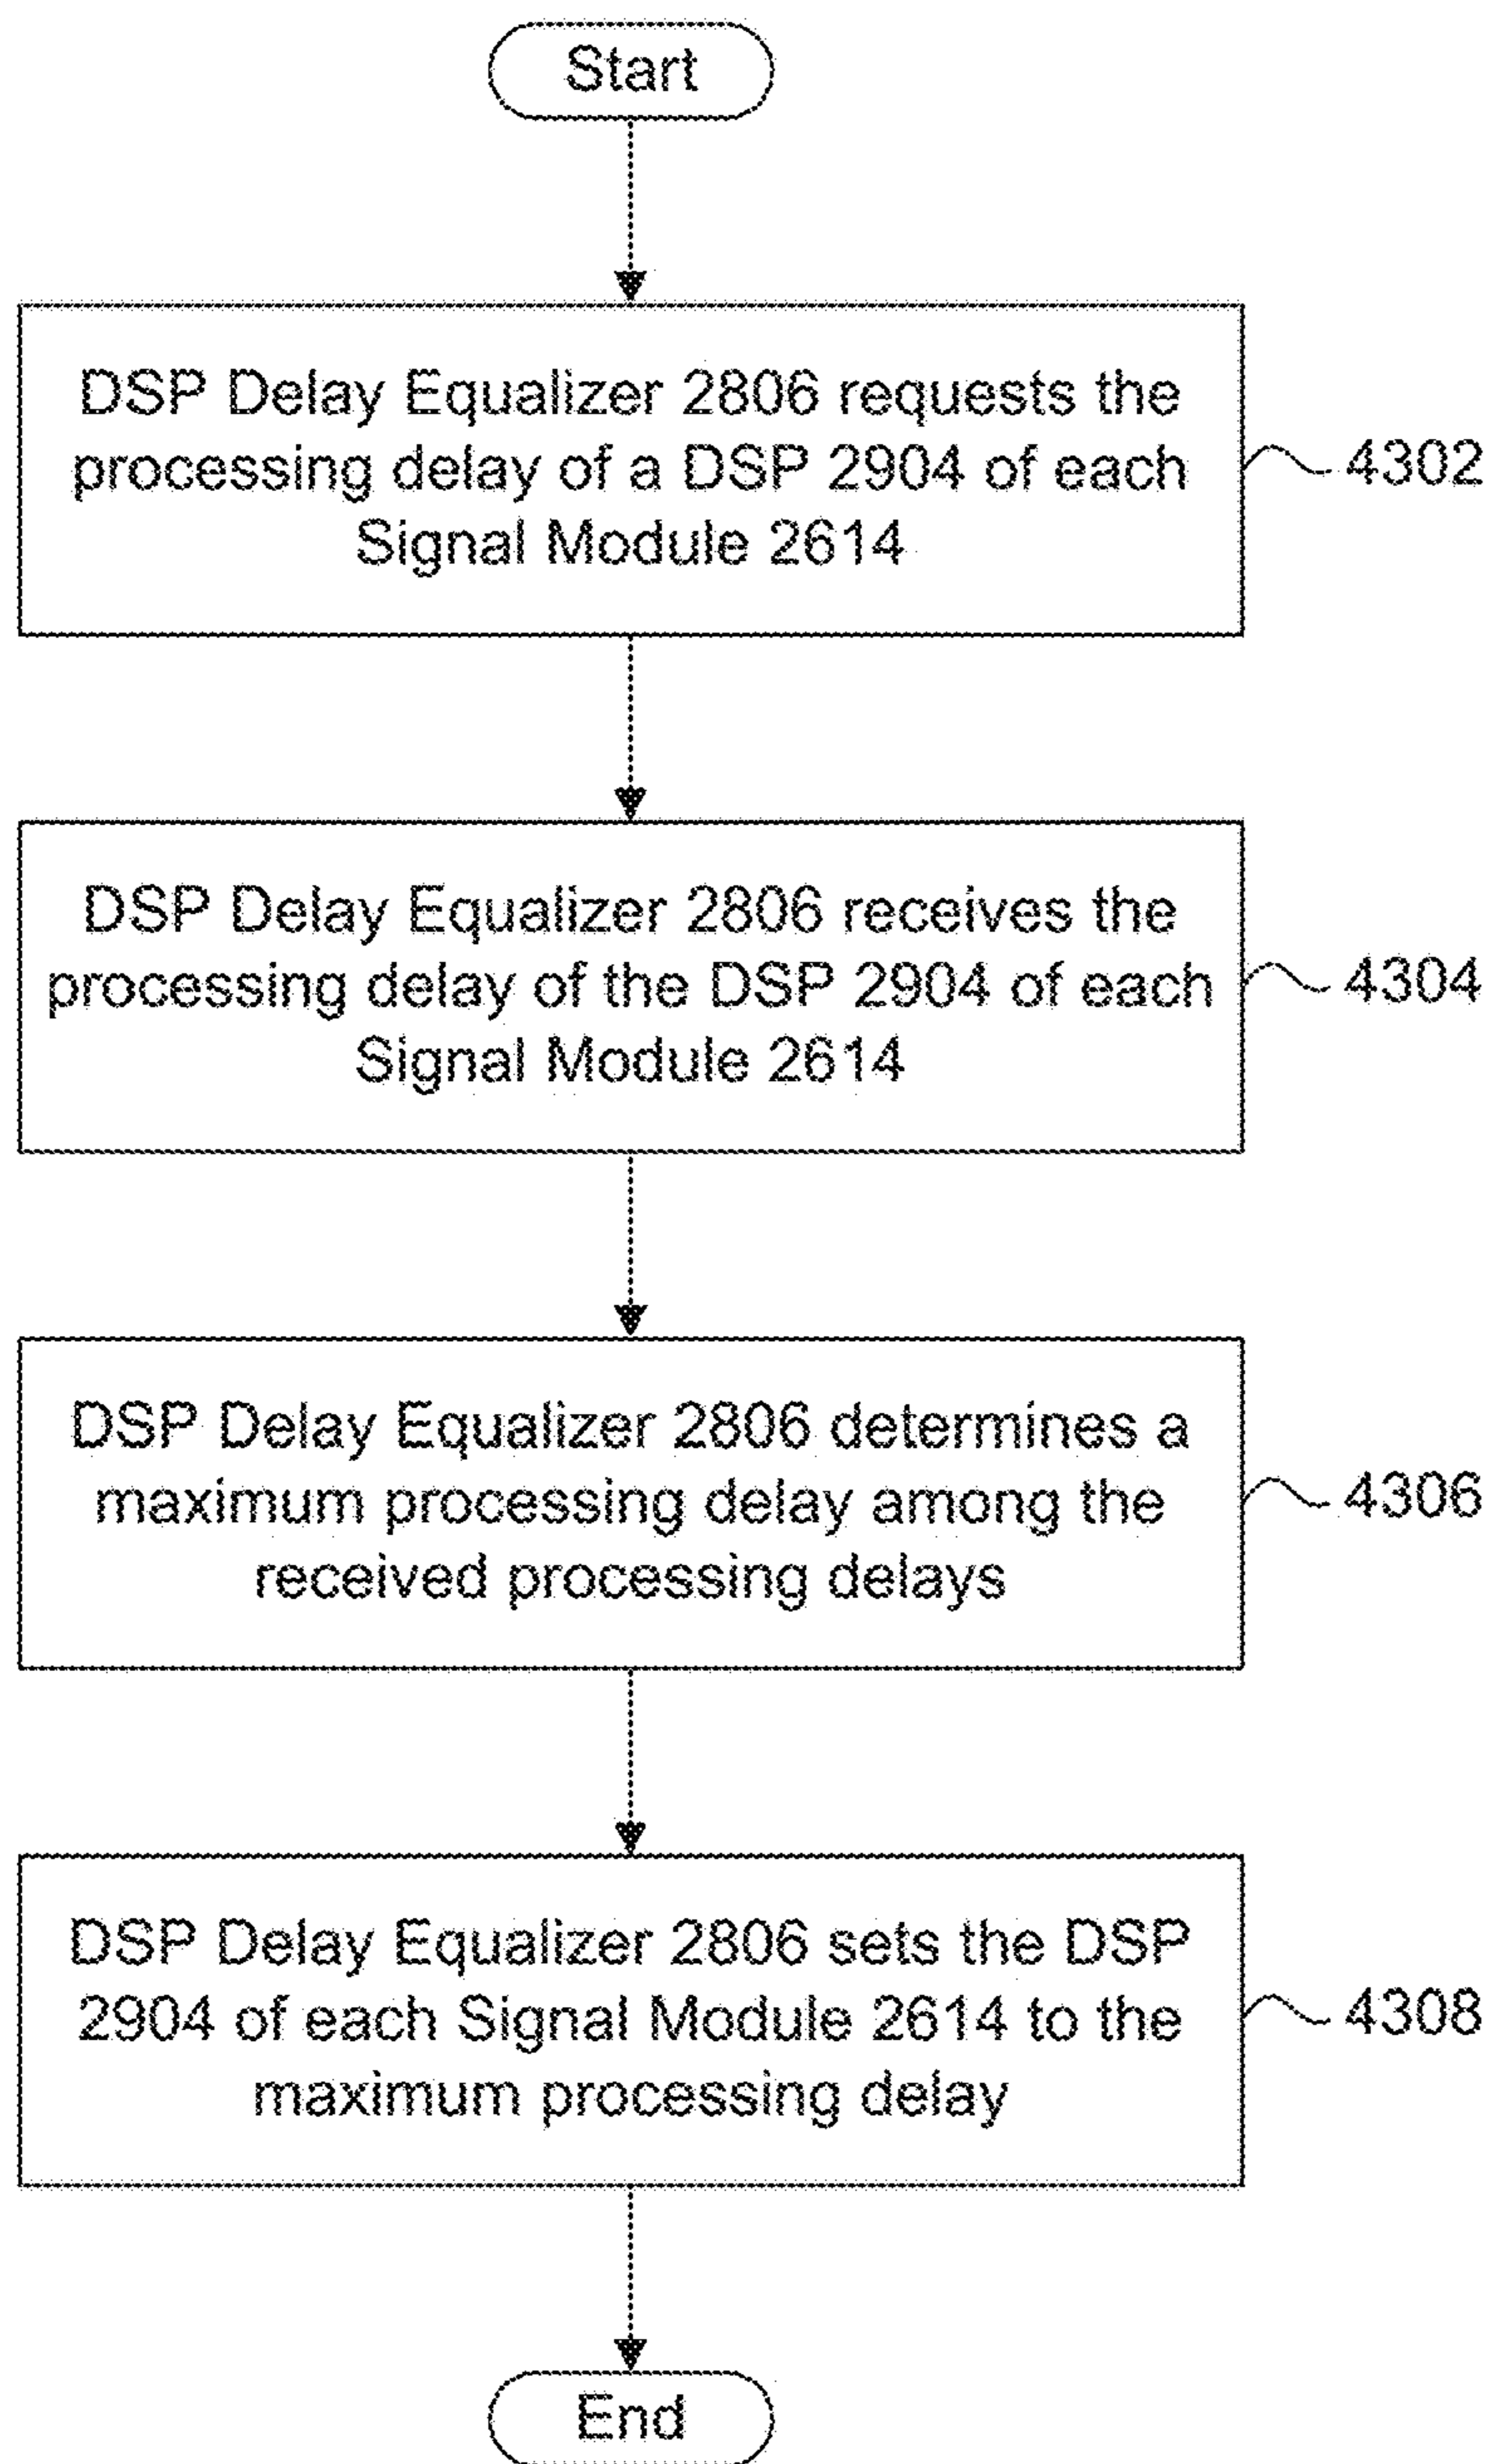 Start
DSP Delay Equalizer 2806 requests the
processing delay of a DSP 2904 of each
Signal Module 2614
4302
DSP Delay Equalizer 2806 receives the
processing delay of the DSP 2904 of each
Signal Module 2614
4304
DSP Delay Equalizer 2806 determines a
maximum processing delay among the
received processing delays
4306
DSP Delay Equalizer 2806 sets the DSP
2904 of each Signal Module 2614 to the
maximum processing delay
4308
End